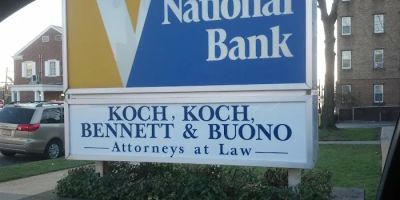 National
Bank
KOCH, KOCH,
BENNETT & BUONO
Attorneys at Law